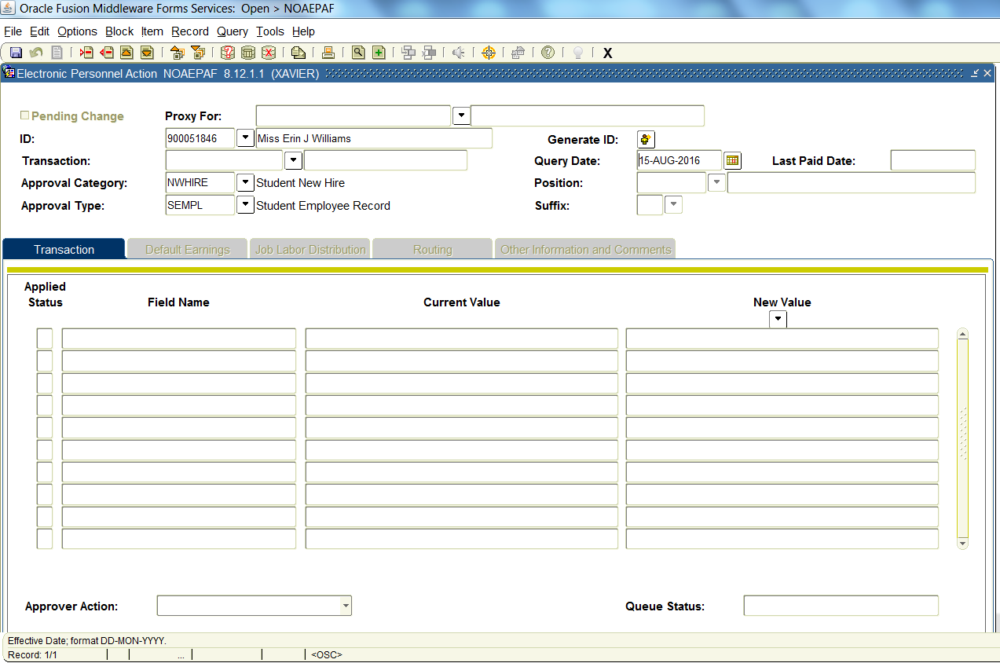 Oracle Fusion Middleware Forms Services: Open > NOAEPAF
File Edit Options Block Item Record Query Tools Help
X
Electronic Personnel Action NOAEPAF 8.12.1.1 (XAVIER)
Pending Change Proxy For:
ID: 900051846 Miss Erin J Williams Generate ID:
Transaction: Query Date: 15-AUG-2016 Last Paid Date:
Approval Category: NWHIRE Student New Hire Position:
Approval Type: SEMPL Student Employee Record Suffix:
Transaction Default Earnings Job Labor Distribution Routing Other Information and Comments
Applied
Status Field Name Current Value New Value
Approver Action: Queue Status:
Effective Date; format DD-MON-YYYY.
Record: 1/1 ... <OSC>